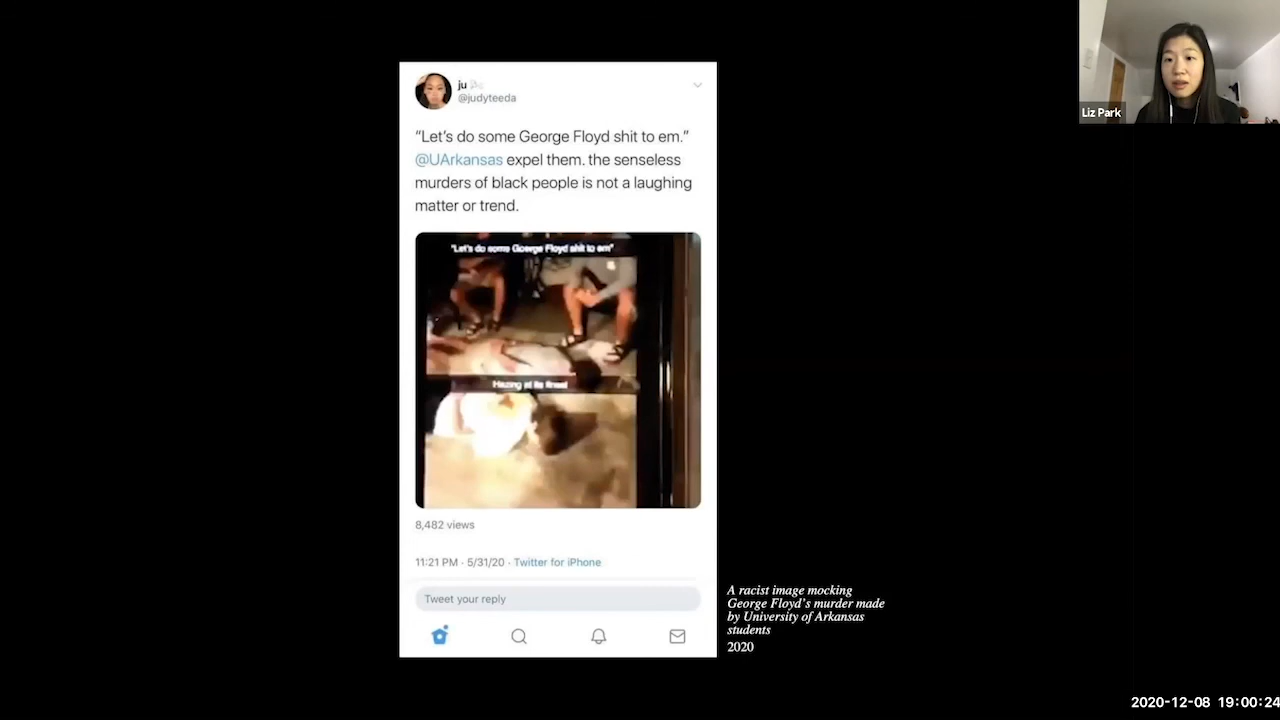 ju
@judyteeda
"Let's do some George Floyd shit to em."
@UArkansas expel them. the senseless
murders of black people is not a laughing
matter or trend.
"Let's do some Goerge Floyd shit to em"
Hazing at its finest
8,482 views
11:21 PM · 5/31/20 · Twitter for iPhone
Tweet your reply
A racist image mocking
George Floyd's murder made
by University of Arkansas
students
2020
Liz Park
2020-12-08 19:00:24